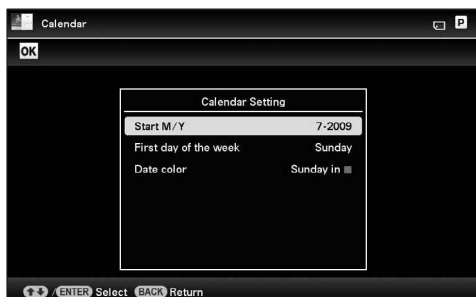 Calendar
P
OK
Calendar Setting
Start M/Y 7-2009
First day of the week Sunday
Date color Sunday in
/ENTER Select BACK Return